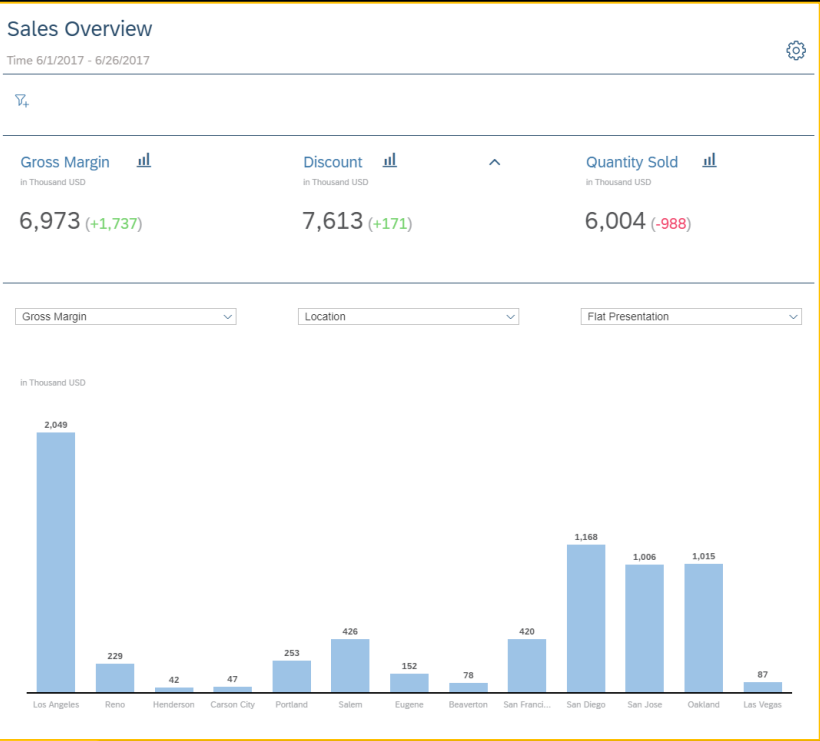 Sales Overview
Time 6/1/2017 - 6/26/2017
Gross Margin
in Thousand USD
6,973 (+1,737)
Discount
in Thousand USD
7,613 (+171)
Quantity Sold
in Thousand USD
6,004 (-988)
Gross Margin
Location
Flat Presentation
in Thousand USD
2,049
229
42
47
253
426
152
78
420
1,168
1,006
1,015
87
Los Angeles
Reno
Henderson
Carson City
Portland
Salem
Eugene
Beaverton
San Franci...
San Diego
San Jose
Oakland
Las Vegas